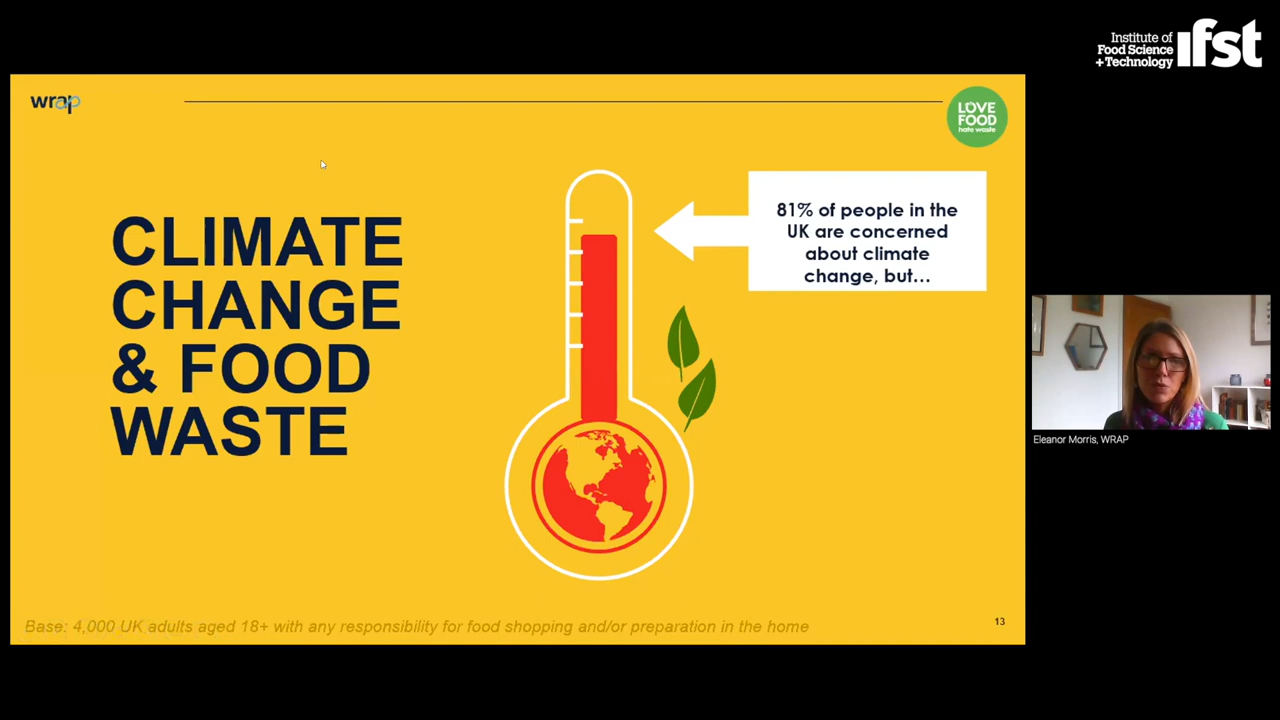 Institute of
Food Science
+Technology
ifst
wrap
LOVE
FOOD
hate waste
CLIMATE
CHANGE
& FOOD
WASTE
81% of people in the
UK are concerned
about climate
change, but...
Eleanor Morris, WRAP
Base: 4,000 UK adults aged 18+ with any responsibility for food shopping and/or preparation in the home
13